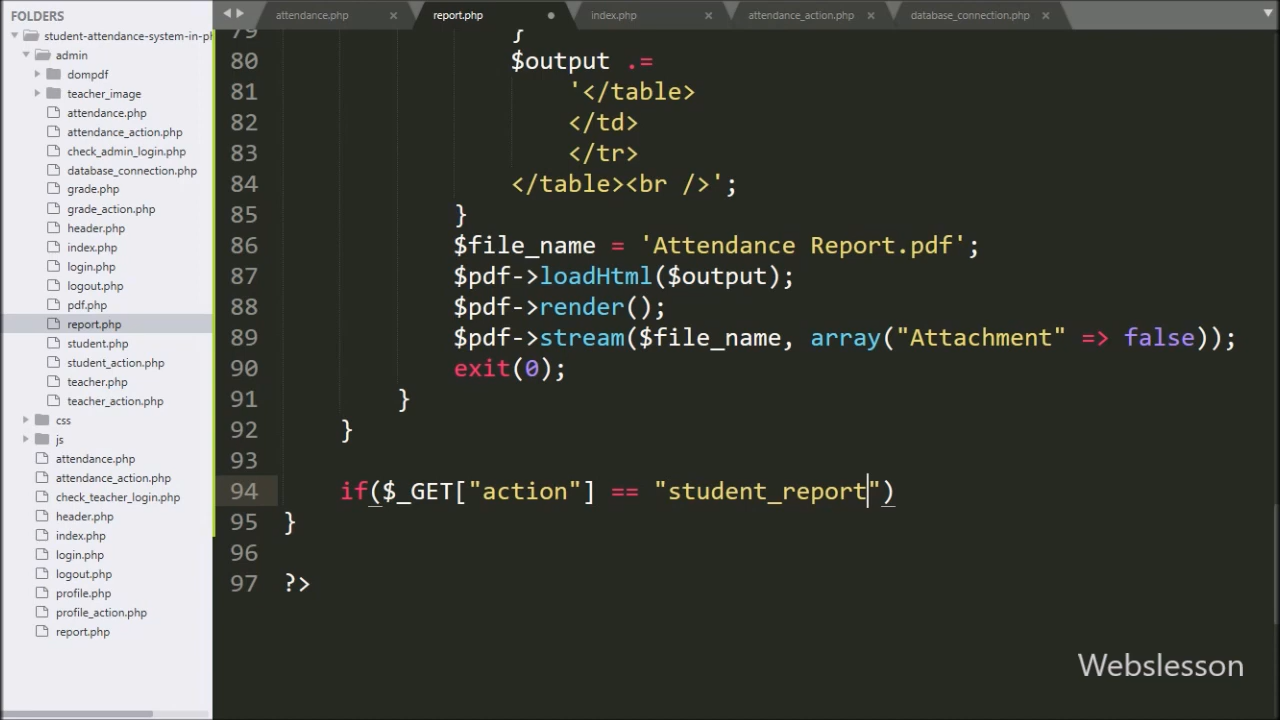 FOLDERS
student-attendance-system-in-ph
admin
dompdf
teacher_image
attendance.php
attendance_action.php
check_admin_login.php
database_connection.php
grade.php
grade_action.php
header.php
index.php
login.php
logout.php
pdf.php
report.php
student.php
student_action.php
teacher.php
teacher_action.php
css
js
attendance.php
attendance_action.php
check_teacher_login.php
header.php
index.php
login.php
logout.php
profile.php
profile_action.php
report.php
attendance.php × report.php index.php × attendance_action.php × database_connection.php ×
79 }
80 $output .=
81 '</table>
82 </td>
83 </tr>
84 </table><br />';
85 }
86 $file_name = 'Attendance Report.pdf';
87 $pdf->loadHtml($output);
88 $pdf->render();
89 $pdf->stream($file_name, array("Attachment" => false));
90 exit(0);
91 }
92 }
93
94 if($_GET["action"] == "student_report")
95 }
96
97 ?>
Webslesson